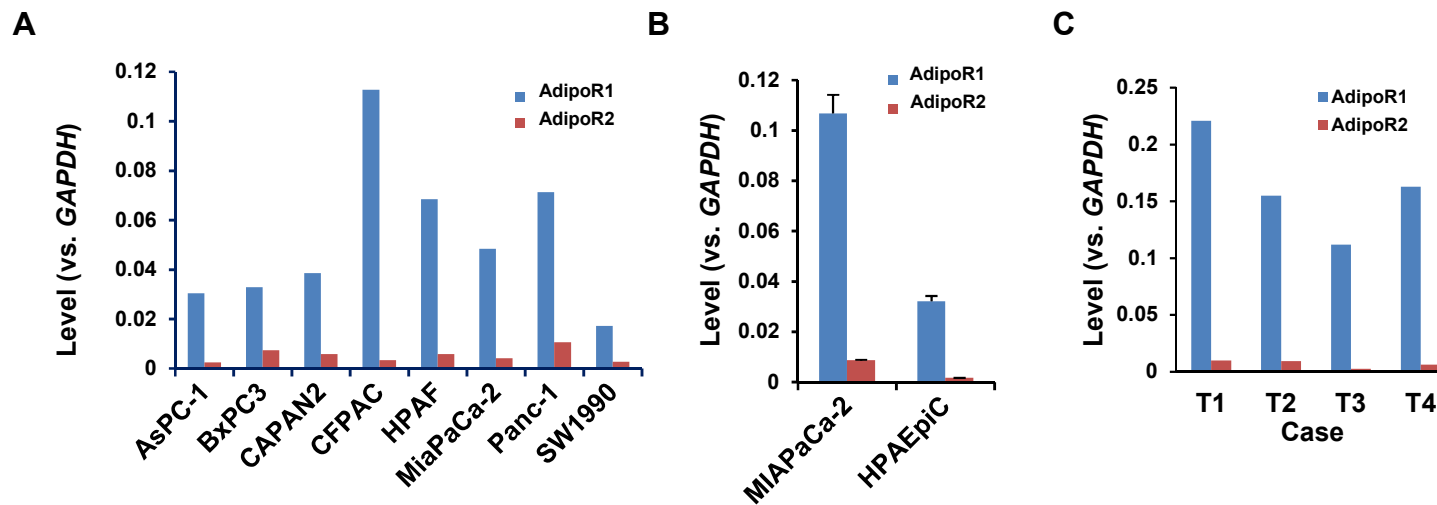 A
Level (vs. GAPDH)
0.12
0.1
0.08
0.06
0.04
0.02
0
AdipoR1
AdipoR2
AsPC-1
BxPC3
CAPAN2
CFPAC
HPAF
MiaPaCa-2
Panc-1
SW1990
B
Level (vs. GAPDH)
0.12
0.1
0.08
0.06
0.04
0.02
0
AdipoR1
AdipoR2
MIAPaCa-2
HPAEpiC
C
Level (vs. GAPDH)
0.25
0.2
0.15
0.1
0.05
0
AdipoR1
AdipoR2
T1 T2 T3 T4
Case